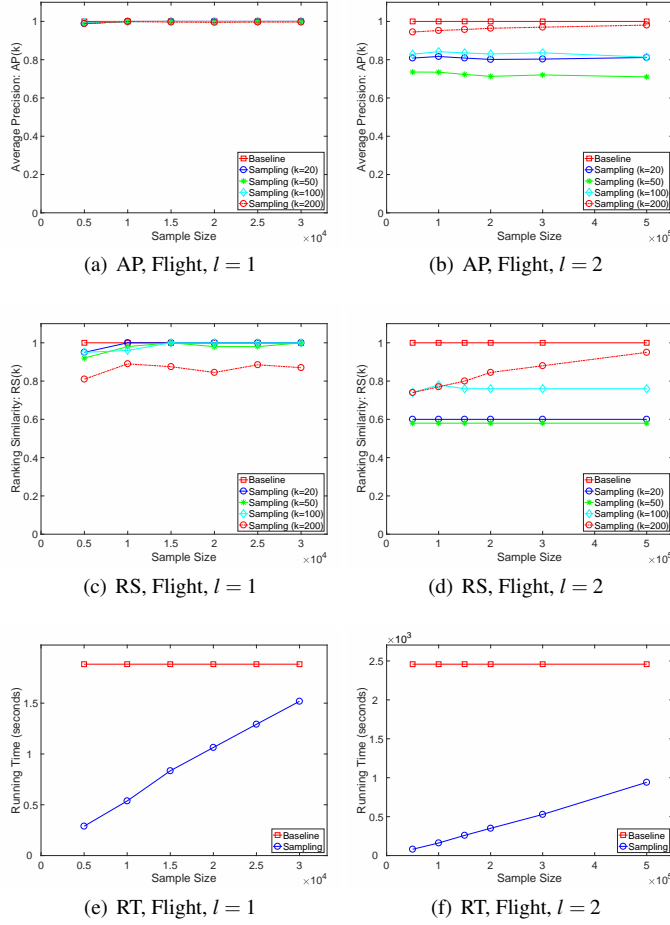 Average Precision: AP(k)
1
0.8
0.6
0.4
0.2
0
Baseline
Sampling (k=20)
Sampling (k=50)
Sampling (k=100)
Sampling (k=200)
0 0.5 1 1.5 2 2.5 3
Sample Size ×10^4
(a) AP, Flight, l = 1
Average Precision: AP(k)
1
0.8
0.6
0.4
0.2
0
Baseline
Sampling (k=20)
Sampling (k=50)
Sampling (k=100)
Sampling (k=200)
0 1 2 3 4 5
Sample Size ×10^5
(b) AP, Flight, l = 2
Ranking Similarity: RS(k)
1
0.8
0.6
0.4
0.2
0
Baseline
Sampling (k=20)
Sampling (k=50)
Sampling (k=100)
Sampling (k=200)
0 0.5 1 1.5 2 2.5 3
Sample Size ×10^4
(c) RS, Flight, l = 1
Ranking Similarity: RS(k)
1
0.8
0.6
0.4
0.2
0
Baseline
Sampling (k=20)
Sampling (k=50)
Sampling (k=100)
Sampling (k=200)
0 1 2 3 4 5
Sample Size ×10^5
(d) RS, Flight, l = 2
Running Time (seconds)
1.5
1
0.5
0
Baseline
Sampling
0 0.5 1 1.5 2 2.5 3
Sample Size ×10^4
(e) RT, Flight, l = 1
×10^3
Running Time (seconds)
2.5
2
1.5
1
0.5
0
Baseline
Sampling
0 1 2 3 4 5
Sample Size ×10^5
(f) RT, Flight, l = 2